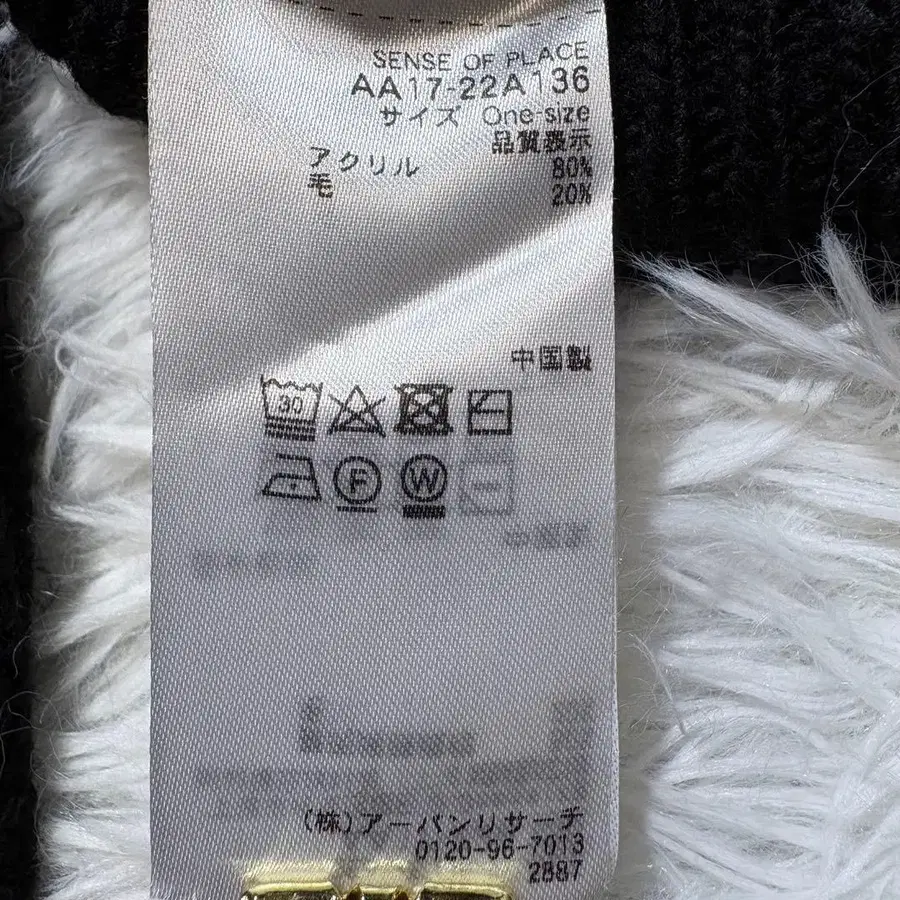 SENSE OF PLACE
AA17-22A136
サイズ One-size
品質表示
アクリル 80%
毛 20%
中国製
30
F W
(株)アーバンリサーチ
0120-96-7013
2887